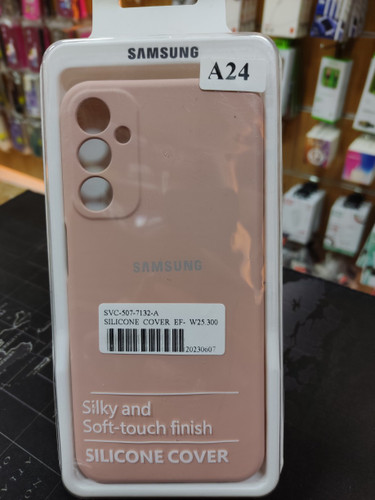 SAMSUNG
A24
SAMSUNG
SVC-507-7132-A
SILICONE COVER EF- W25.300
20230607
Silky and
Soft-touch finish
SILICONE COVER